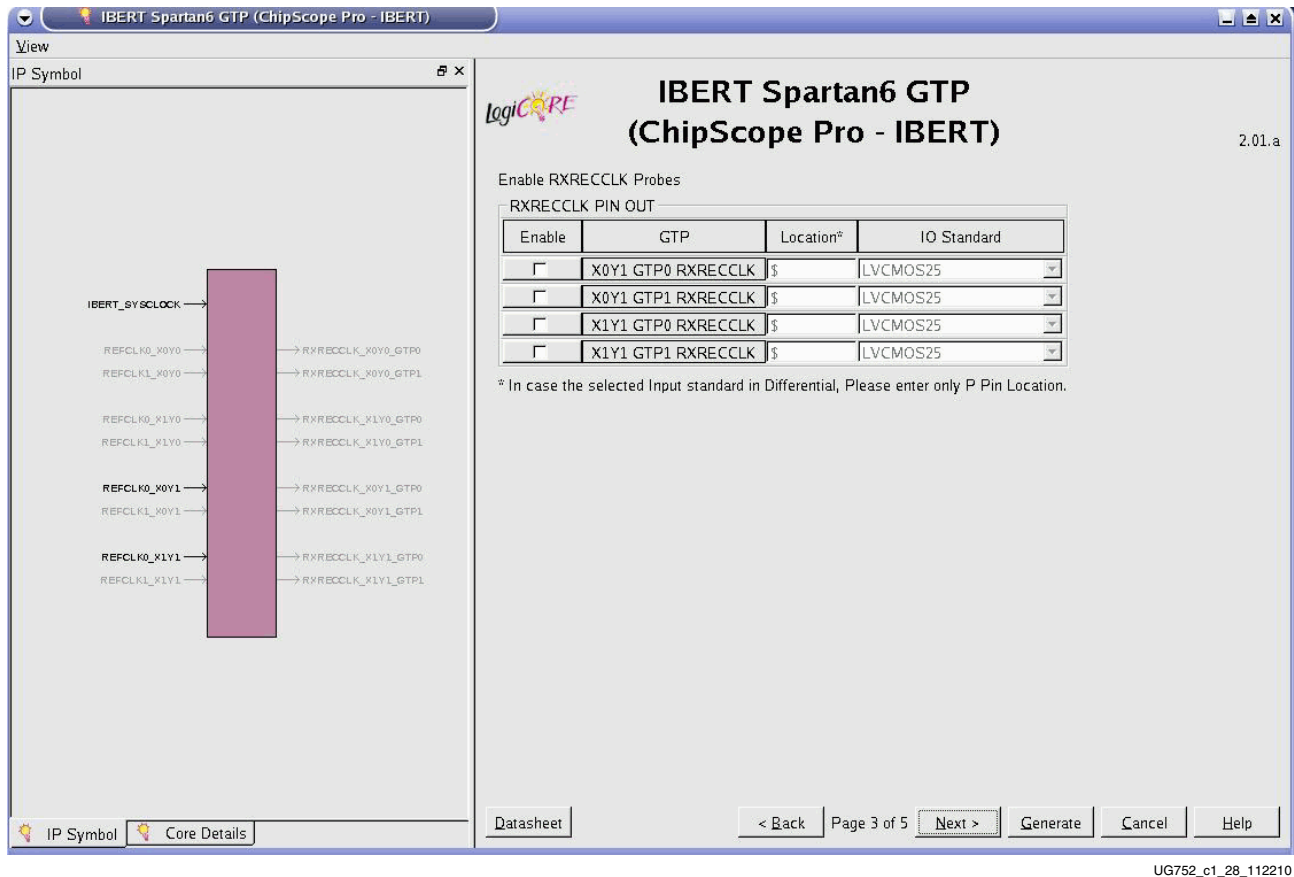 IBERT Spartan6 GTP (ChipScope Pro - IBERT)
View
IP Symbol
IBERT_SYSCLOCK
REFCLK0_X0Y0
RXRECCLK_X0Y0_GTP0
REFCLK1_X0Y0
RXRECCLK_X0Y0_GTP1
REFCLK0_X1Y0
RXRECCLK_X1Y0_GTP0
REFCLK1_X1Y0
RXRECCLK_X1Y0_GTP1
REFCLK0_X0Y1
RXRECCLK_X0Y1_GTP0
REFCLK1_X0Y1
RXRECCLK_X0Y1_GTP1
REFCLK0_X1Y1
RXRECCLK_X1Y1_GTP0
REFCLK1_X1Y1
RXRECCLK_X1Y1_GTP1
IP Symbol
Core Details
LogiCORE
IBERT Spartan6 GTP
(ChipScope Pro - IBERT)
2.01.a
Enable RXRECCLK Probes
RXRECCLK PIN OUT
Enable GTP Location* IO Standard
X0Y1 GTP0 RXRECCLK $ LVCMOS25
X0Y1 GTP1 RXRECCLK $ LVCMOS25
X1Y1 GTP0 RXRECCLK $ LVCMOS25
X1Y1 GTP1 RXRECCLK $ LVCMOS25
* In case the selected Input standard in Differential, Please enter only P Pin Location.
Datasheet < Back Page 3 of 5 Next > Generate Cancel Help
UG752_c1_28_112210